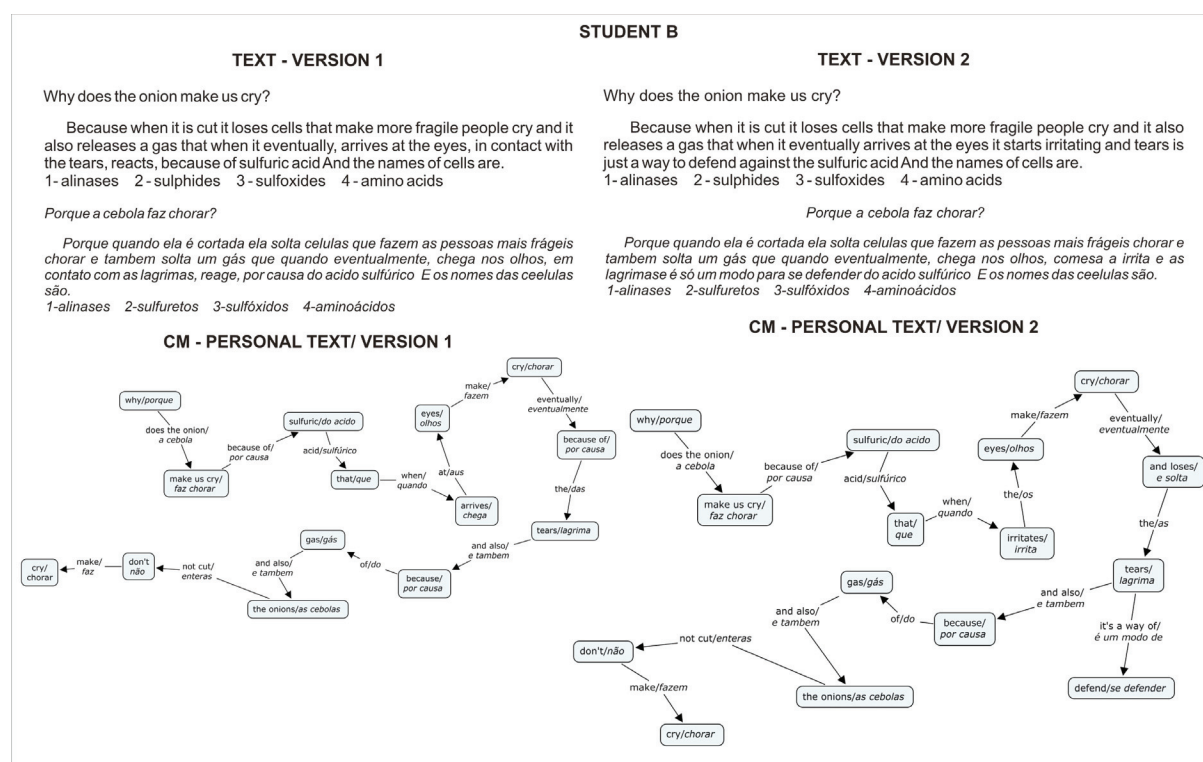 STUDENT B
TEXT - VERSION 1
Why does the onion make us cry?
Because when it is cut it loses cells that make more fragile people cry and it
also releases a gas that when it eventually, arrives at the eyes, in contact with
the tears, reacts, because of sulfuric acid And the names of cells are.
1- alinases 2 - sulphides 3 - sulfoxides 4 - amino acids
Porque a cebola faz chorar?
Porque quando ela é cortada ela solta celulas que fazem as pessoas mais frágeis
chorar e tambem solta um gás que quando eventualmente, chega nos olhos, em
contato com as lagrimas, reage, por causa do acido sulfúrico E os nomes das ceelulas
são.
1-alinases 2-sulfuretos 3-sulfóxidos 4-aminoácidos
CM - PERSONAL TEXT/ VERSION 1
why/porque
does the onion/
a cebola
make us cry/
faz chorar
because of/
por causa
sulfuric/do acido
acid/sulfúrico
that/que
when/
quando
arrives/
chega
at/aus
eyes/
olhos
make/
fazem
cry/chorar
eventually/
eventualmente
because of/
por causa
the/das
tears/lagrima
and also/
e tambem
because/
por causa
of/do
gas/gás
and also/
e tambem
the onions/as cebolas
not cut/
enteras
don't
não
make/
faz
cry/
chorar
TEXT - VERSION 2
Why does the onion make us cry?
Because when it is cut it loses cells that make more fragile people cry and it also
releases a gas that when it eventually arrives at the eyes it starts irritating and tears is
just a way to defend against the sulfuric acid And the names of cells are.
1- alinases 2 - sulphides 3 - sulfoxides 4 - amino acids
Porque a cebola faz chorar?
Porque quando ela é cortada ela solta celulas que fazem as pessoas mais frágeis chorar e
tambem solta um gás que quando eventualmente, chega nos olhos, comesa a irrita e as
lagrimase é só um modo para se defender do acido sulfúrico E os nomes das ceelulas são.
1-alinases 2-sulfuretos 3-sulfóxidos 4-aminoácidos
CM - PERSONAL TEXT/ VERSION 2
why/porque
does the onion/
a cebola
make us cry/
faz chorar
because of/
por causa
sulfuric/do acido
acid/sulfúrico
that/
que
when/
quando
irritates/
irrita
the/os
eyes/olhos
make/fazem
cry/chorar
eventually/
eventualmente
and loses/
e solta
the/as
tears/
lagrima
it's a way of/
é um modo de
defend/se defender
and also/
e tambem
because/
por causa
of/do
gas/gás
and also/
e tambem
the onions/as cebolas
not cut/enteras
don't/não
make/fazem
cry/chorar